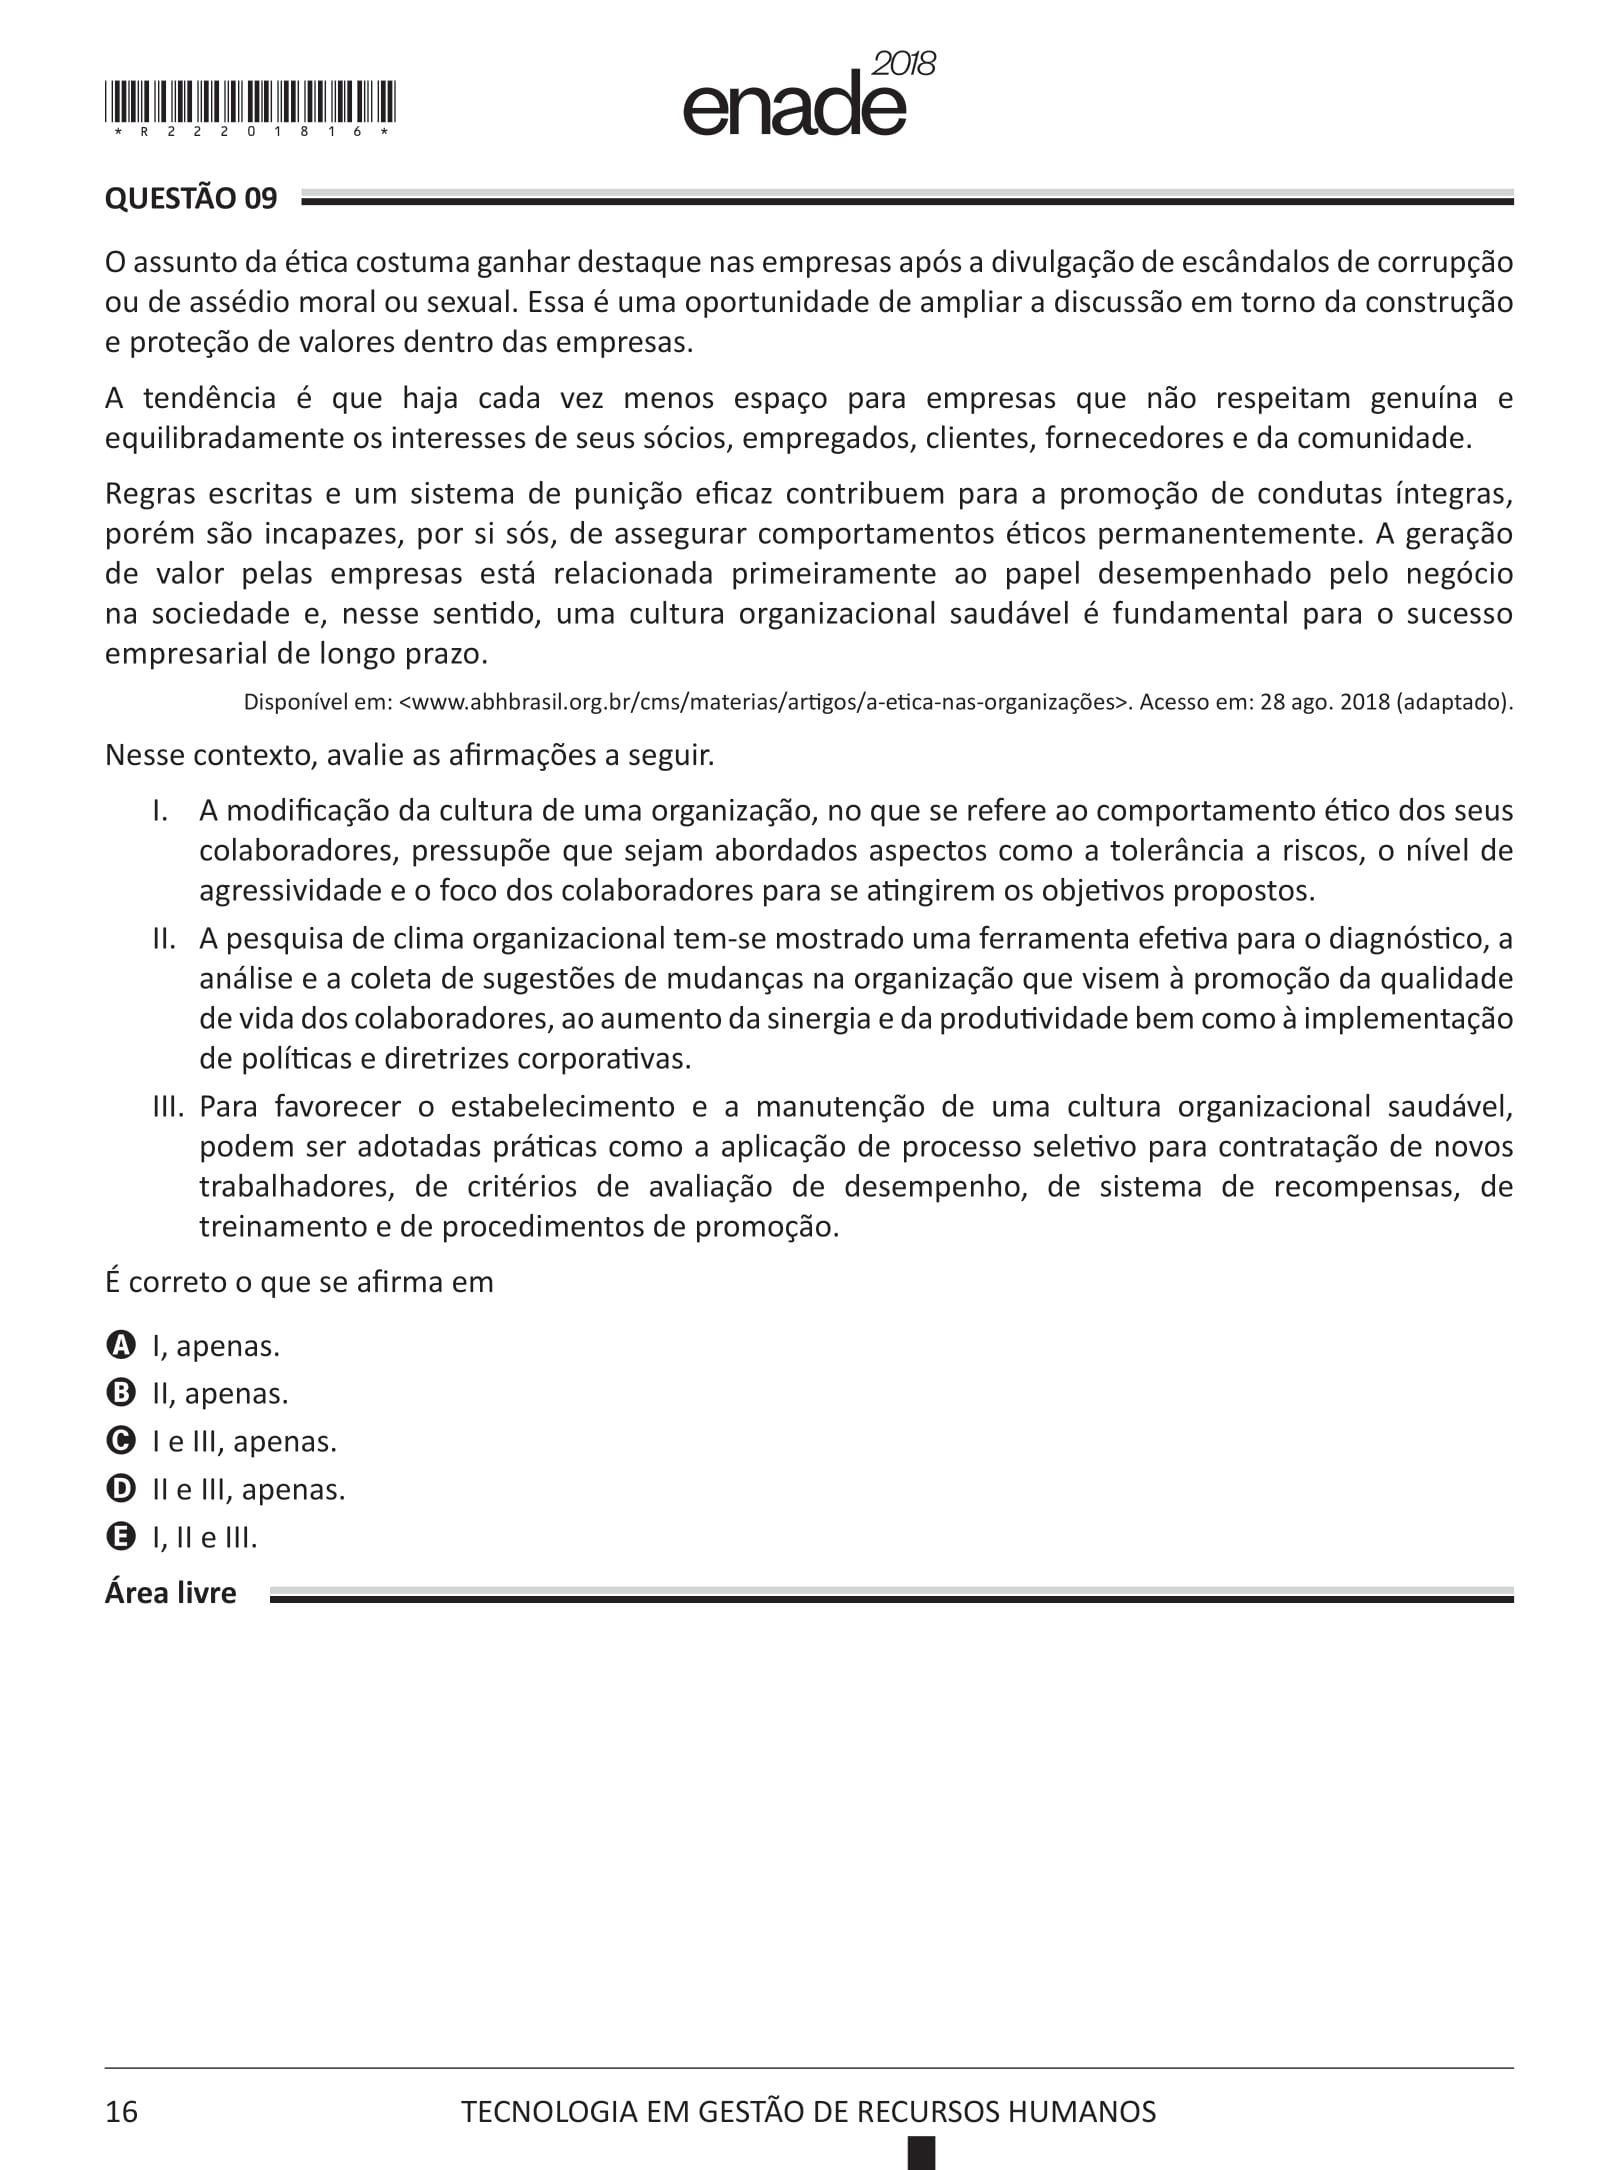 * R 2 2 2 0 1 8 1 6 *
enade 2018
QUESTÃO 09
O assunto da ética costuma ganhar destaque nas empresas após a divulgação de escândalos de corrupção
ou de assédio moral ou sexual. Essa é uma oportunidade de ampliar a discussão em torno da construção
e proteção de valores dentro das empresas.
A tendência é que haja cada vez menos espaço para empresas que não respeitam genuína e
equilibradamente os interesses de seus sócios, empregados, clientes, fornecedores e da comunidade.
Regras escritas e um sistema de punição eficaz contribuem para a promoção de condutas íntegras,
porém são incapazes, por si sós, de assegurar comportamentos éticos permanentemente. A geração
de valor pelas empresas está relacionada primeiramente ao papel desempenhado pelo negócio
na sociedade e, nesse sentido, uma cultura organizacional saudável é fundamental para o sucesso
empresarial de longo prazo.
Disponível em: <www.abhbrasil.org.br/cms/materias/artigos/a-etica-nas-organizações>. Acesso em: 28 ago. 2018 (adaptado).
Nesse contexto, avalie as afirmações a seguir.
I. A modificação da cultura de uma organização, no que se refere ao comportamento ético dos seus
colaboradores, pressupõe que sejam abordados aspectos como a tolerância a riscos, o nível de
agressividade e o foco dos colaboradores para se atingirem os objetivos propostos.
II. A pesquisa de clima organizacional tem-se mostrado uma ferramenta efetiva para o diagnóstico, a
análise e a coleta de sugestões de mudanças na organização que visem à promoção da qualidade
de vida dos colaboradores, ao aumento da sinergia e da produtividade bem como à implementação
de políticas e diretrizes corporativas.
III. Para favorecer o estabelecimento e a manutenção de uma cultura organizacional saudável,
podem ser adotadas práticas como a aplicação de processo seletivo para contratação de novos
trabalhadores, de critérios de avaliação de desempenho, de sistema de recompensas, de
treinamento e de procedimentos de promoção.
É correto o que se afirma em
A I, apenas.
B II, apenas.
C I e III, apenas.
D II e III, apenas.
E I, II e III.
Área livre
16 TECNOLOGIA EM GESTÃO DE RECURSOS HUMANOS